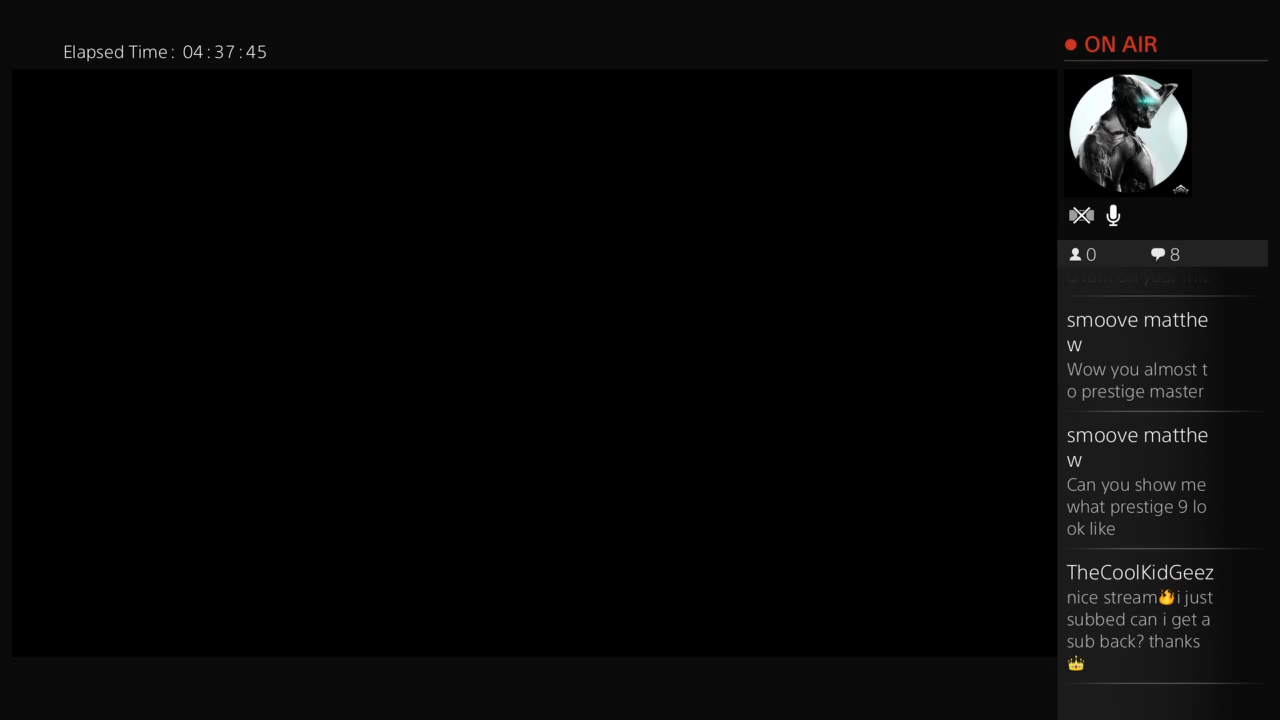 Elapsed Time: 04:37:45
ON AIR
0 8
smoove matthe
w
Wow you almost t
o prestige master
smoove matthe
w
Can you show me
what prestige 9 lo
ok like
TheCoolKidGeez
nice stream🔥i just
subbed can i get a
sub back? thanks
👑